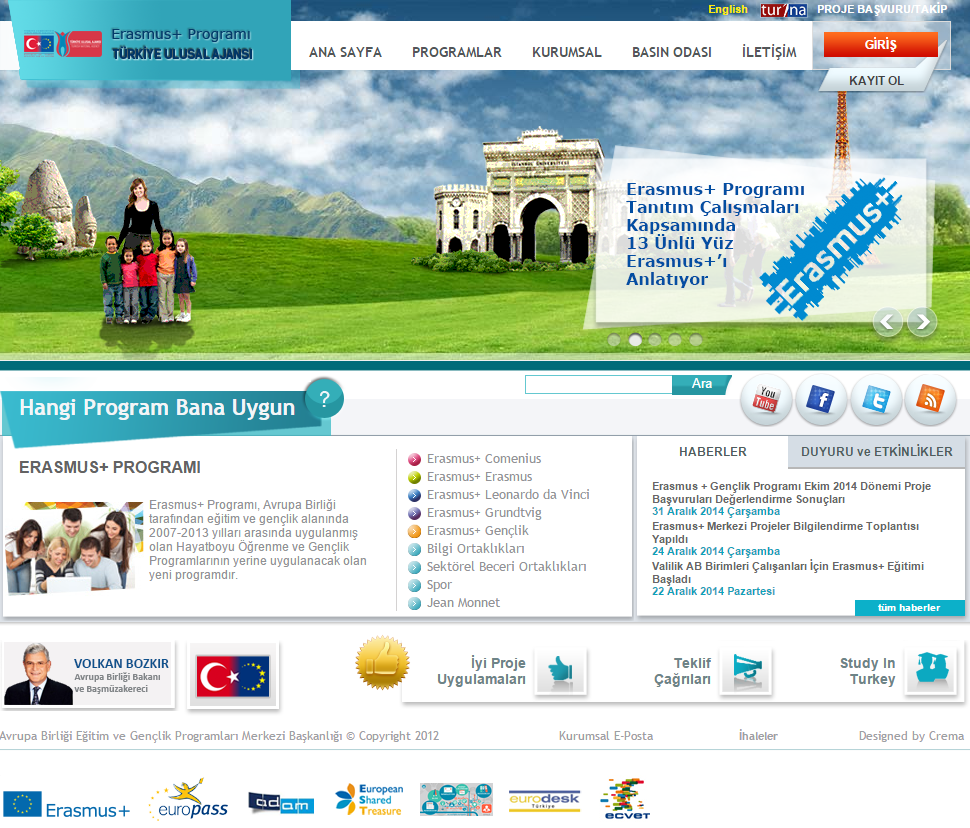 English
tur na
PROJE BAŞVURU/TAKİP
Erasmus+ Programı
TÜRKİYE ULUSAL AJANSI
ANA SAYFA
PROGRAMLAR
KURUMSAL
BASIN ODASI
İLETİŞİM
GİRİŞ
KAYIT OL
Erasmus+ Programı
Tanıtım Çalışmaları
Kapsamında
13 Ünlü Yüz
Erasmus+’ı
Anlatıyor
Erasmus+
Hangi Program Bana Uygun
?
Ara
You
Tube
ERASMUS+ PROGRAMI
Erasmus+ Programı, Avrupa Birliği
tarafından eğitim ve gençlik alanında
2007-2013 yılları arasında uygulanmış
olan Hayatboyu Öğrenme ve Gençlik
Programlarının yerine uygulanacak olan
yeni programdır.
Erasmus+ Comenius
Erasmus+ Erasmus
Erasmus+ Leonardo da Vinci
Erasmus+ Grundtvig
Erasmus+ Gençlik
Bilgi Ortaklıkları
Sektörel Beceri Ortaklıkları
Spor
Jean Monnet
HABERLER
DUYURU ve ETKİNLİKLER
Erasmus + Gençlik Programı Ekim 2014 Dönemi Proje
Başvuruları Değerlendirme Sonuçları
31 Aralık 2014 Çarşamba
Erasmus+ Merkezi Projeler Bilgilendirme Toplantısı
Yapıldı
24 Aralık 2014 Çarşamba
Valilik AB Birimleri Çalışanları İçin Erasmus+ Eğitimi
Başladı
22 Aralık 2014 Pazartesi
tüm haberler
VOLKAN BOZKIR
Avrupa Birliği Bakanı
ve Başmüzakereci
İyi Proje
Uygulamaları
Teklif
Çağrıları
Study In
Turkey
Avrupa Birliği Eğitim ve Gençlik Programları Merkezi Başkanlığı © Copyright 2012
Kurumsal E-Posta
İhaleler
Designed by Crema
Erasmus+
europass
adam
European
Shared
Treasure
eurodesk
Türkiye
ECVET